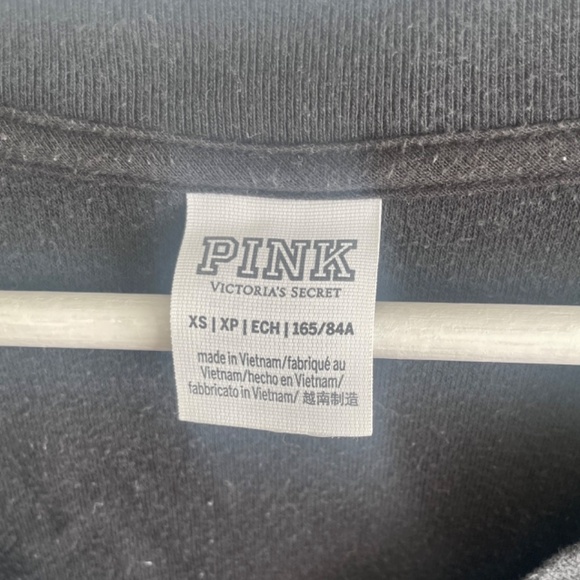 PINK
VICTORIA'S SECRET
XS | XP | ECH | 165/84A
made in Vietnam/fabriqué au
Vietnam/hecho en Vietnam/
fabbricato in Vietnam/ 越南制造